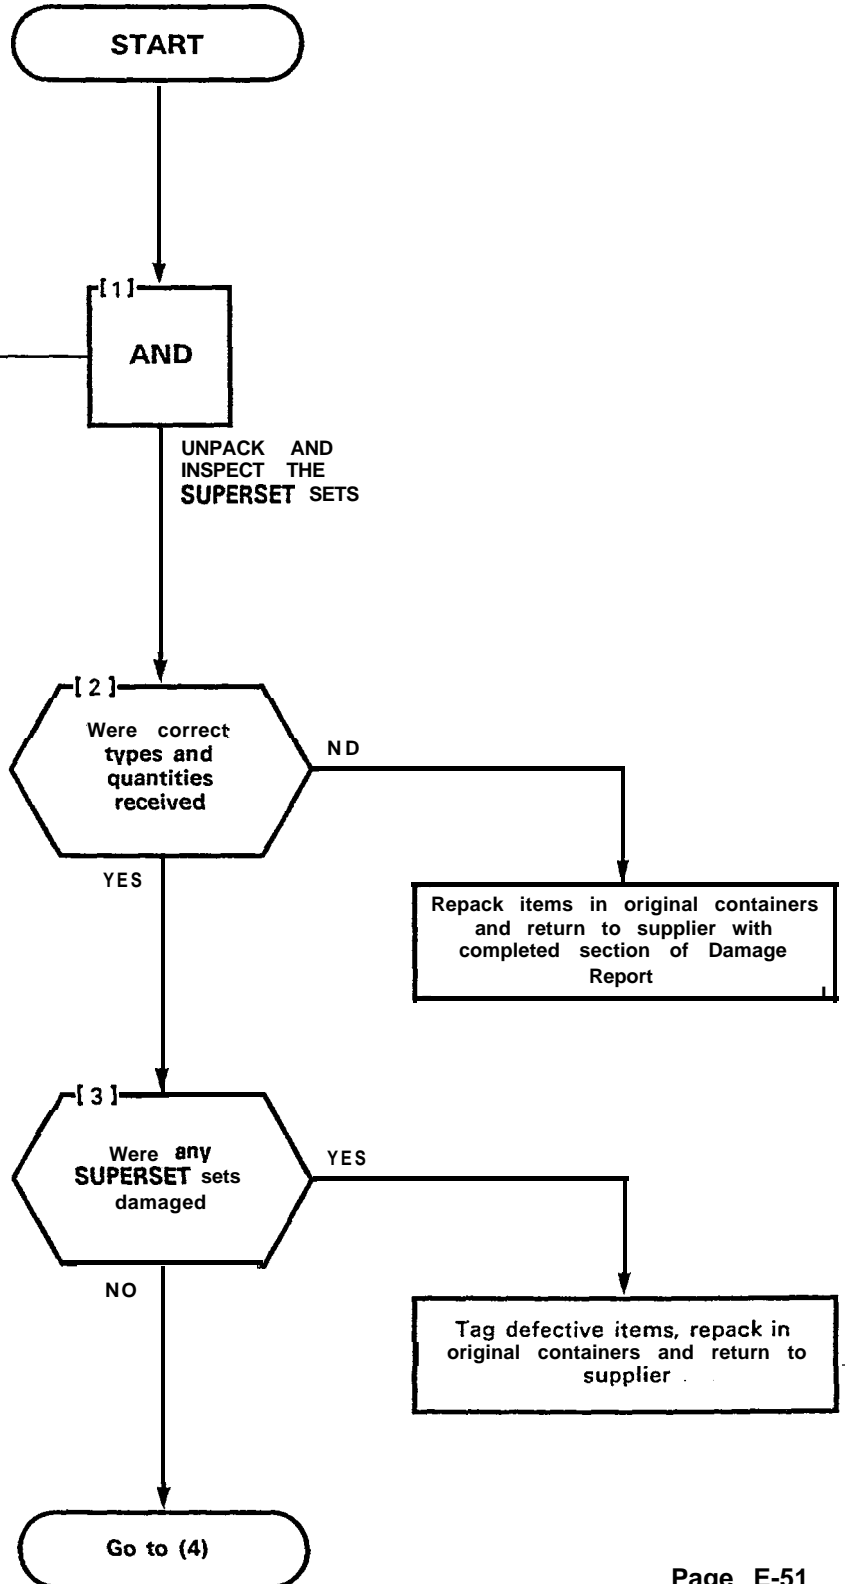 START
[1]
AND
UNPACK AND
INSPECT THE
SUPERSET SETS
[2]
Were correct
types and
quantities
received
ND
YES
Repack items in original containers
and return to supplier with
completed section of Damage
Report
[3]
Were any
SUPERSET sets
damaged
YES
NO
Tag defective items, repack in
original containers and return to
supplier
Go to (4)
Page E-51